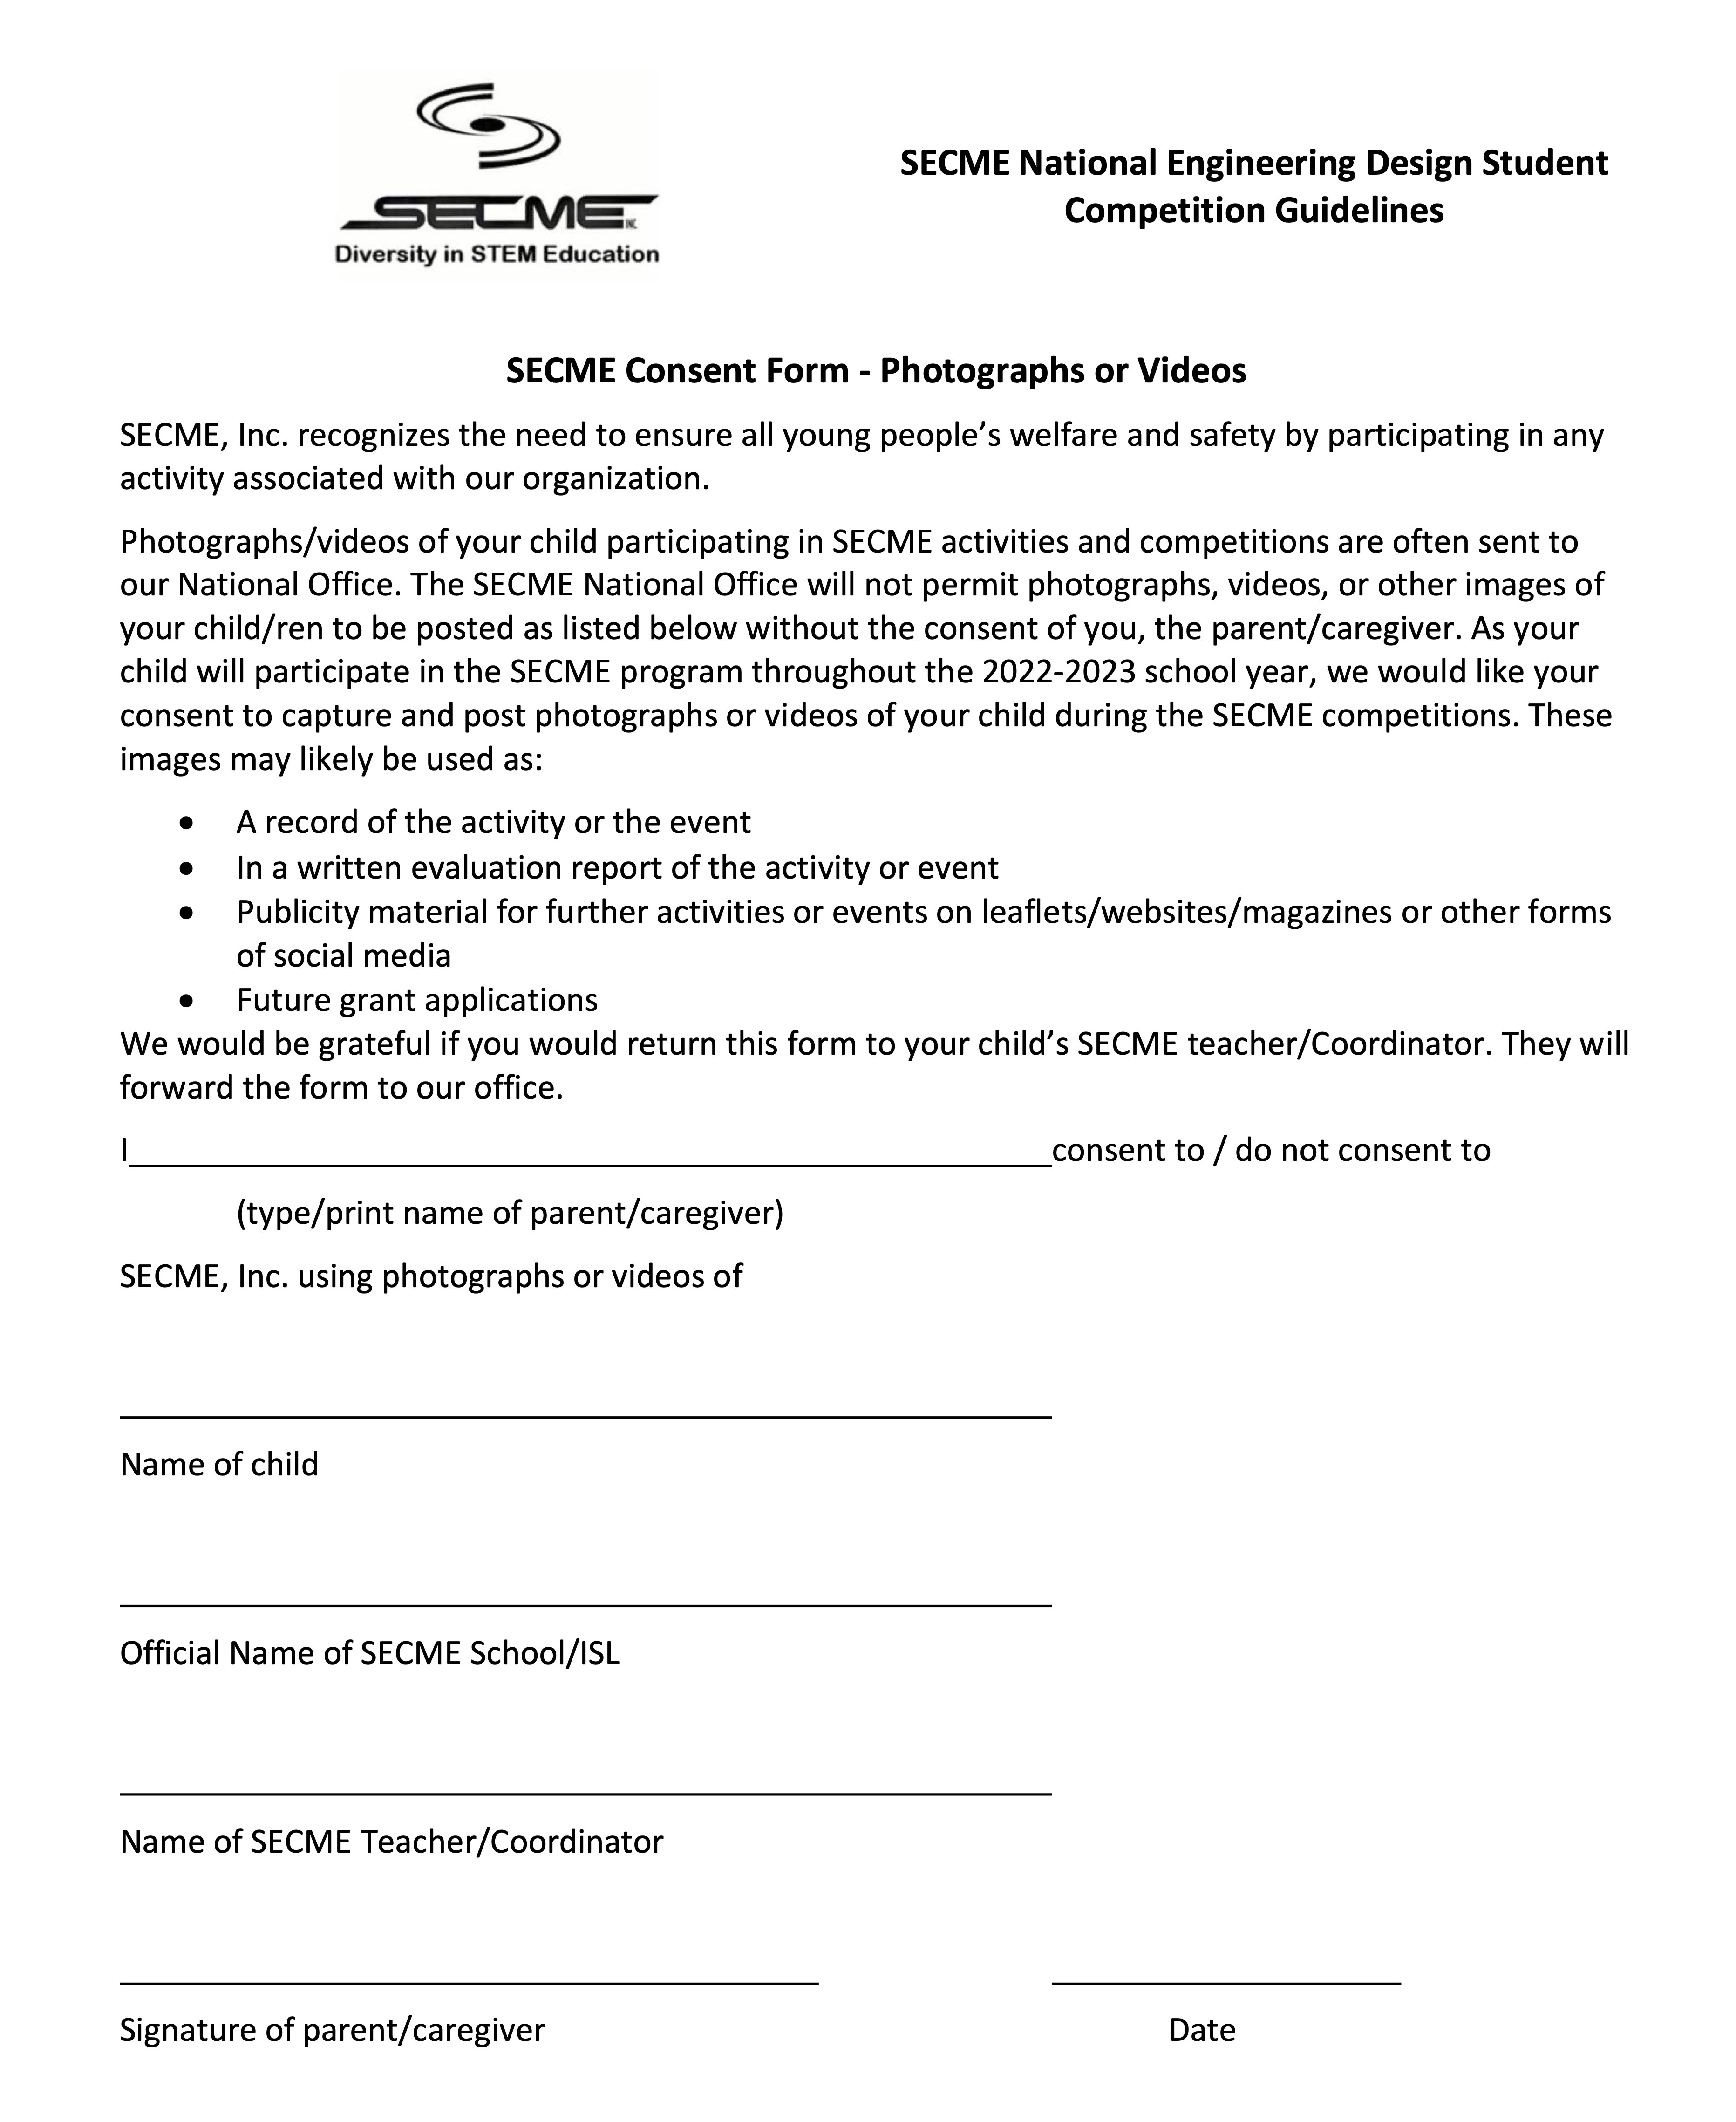 SECME INC.
Diversity in STEM Education
SECME National Engineering Design Student
Competition Guidelines
SECME Consent Form - Photographs or Videos
SECME, Inc. recognizes the need to ensure all young people’s welfare and safety by participating in any
activity associated with our organization.
Photographs/videos of your child participating in SECME activities and competitions are often sent to
our National Office. The SECME National Office will not permit photographs, videos, or other images of
your child/ren to be posted as listed below without the consent of you, the parent/caregiver. As your
child will participate in the SECME program throughout the 2022-2023 school year, we would like your
consent to capture and post photographs or videos of your child during the SECME competitions. These
images may likely be used as:
• A record of the activity or the event
• In a written evaluation report of the activity or event
• Publicity material for further activities or events on leaflets/websites/magazines or other forms
of social media
• Future grant applications
We would be grateful if you would return this form to your child’s SECME teacher/Coordinator. They will
forward the form to our office.
I____________________consent to / do not consent to
(type/print name of parent/caregiver)
SECME, Inc. using photographs or videos of
Name of child
Official Name of SECME School/ISL
Name of SECME Teacher/Coordinator
Signature of parent/caregiver Date